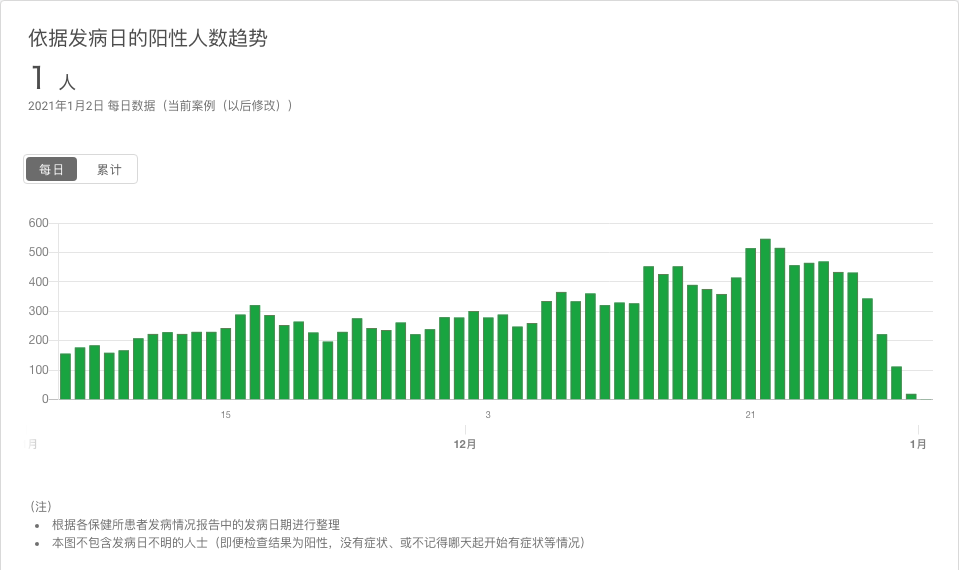 依据发病日的阳性人数趋势
1 人
2021年1月2日 每日数据（当前案例（以后修改））
每日 累计
600
500
400
300
200
100
0
15 3 21
月 12月 1月
（注）
• 根据各保健所患者发病情况报告中的发病日期进行整理
• 本图不包含发病日不明的人士（即便检查结果为阳性，没有症状、或不记得哪天起开始有症状等情况）